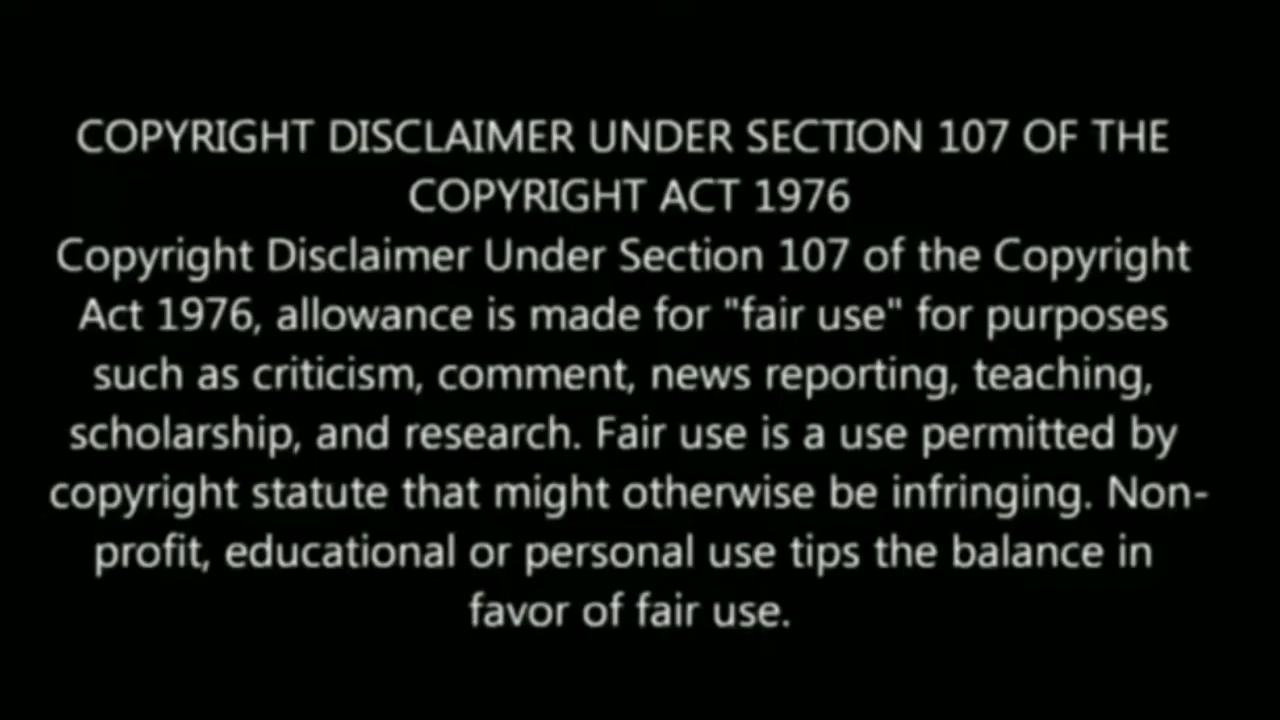 COPYRIGHT DISCLAIMER UNDER SECTION 107 OF THE
COPYRIGHT ACT 1976
Copyright Disclaimer Under Section 107 of the Copyright
Act 1976, allowance is made for "fair use" for purposes
such as criticism, comment, news reporting, teaching,
scholarship, and research. Fair use is a use permitted by
copyright statute that might otherwise be infringing. Non-
profit, educational or personal use tips the balance in
favor of fair use.